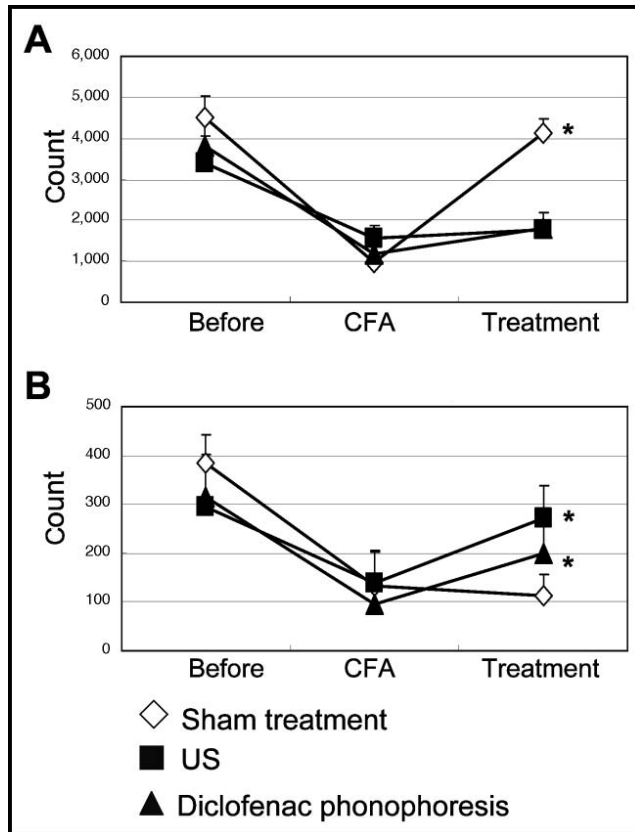 A
6,000
5,000
4,000
3,000
2,000
1,000
0
Count
*
Before CFA Treatment
B
500
400
300
200
100
0
Count
*
*
Before CFA Treatment
Sham treatment
US
Diclofenac phonophoresis